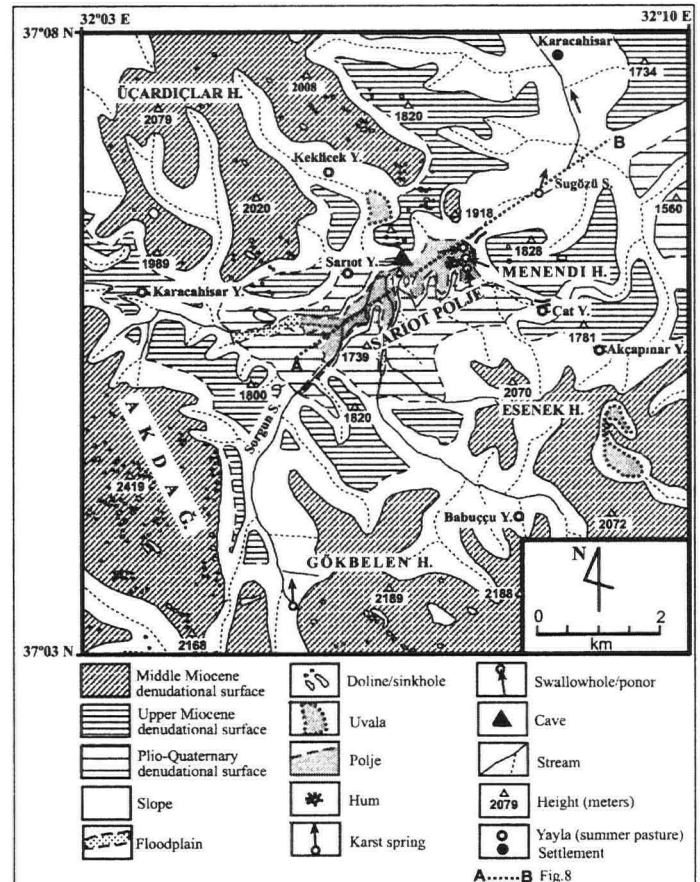 32°03 E
32°10 E
37°08 N
Karacahisar
1734
ÜÇARDIÇLAR H.
2008
2079
1820
B
Keklicek Y.
Sugözü S.
2020
1918
1560
1989
1828
Sarıot Y.
MENENDI H.
Karacahisar Y.
SARIOT POLJE
Çat Y.
1781
1739
Akçapınar Y.
A
1800
2070
1820
ESENEK H.
Sorgun S.
AKDAĞ.
2419
Babuççu Y.
2072
GÖKBELEN H.
N
2189
2188
0 2
km
2168
37°03 N
Middle Miocene
denudational surface
Upper Miocene
denudational surface
Plio-Quaternary
denudational surface
Slope
Floodplain
Doline/sinkhole
Uvala
Polje
Hum
Karst spring
Swallowhole/ponor
Cave
Stream
2079 Height (meters)
Yayla (summer pasture)
Settlement
A......B Fig.8